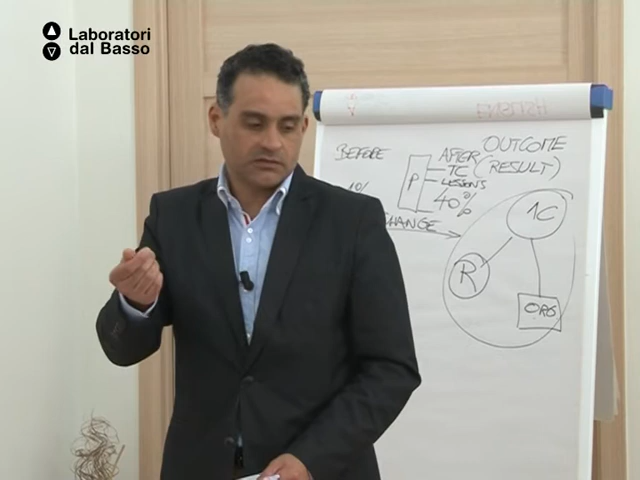 Laboratori
dal Basso
BEFORE
AFTER
OUTCOME
P
TC
(RESULT)
LESSONS
40%
CHANGE
1C
R
ORG